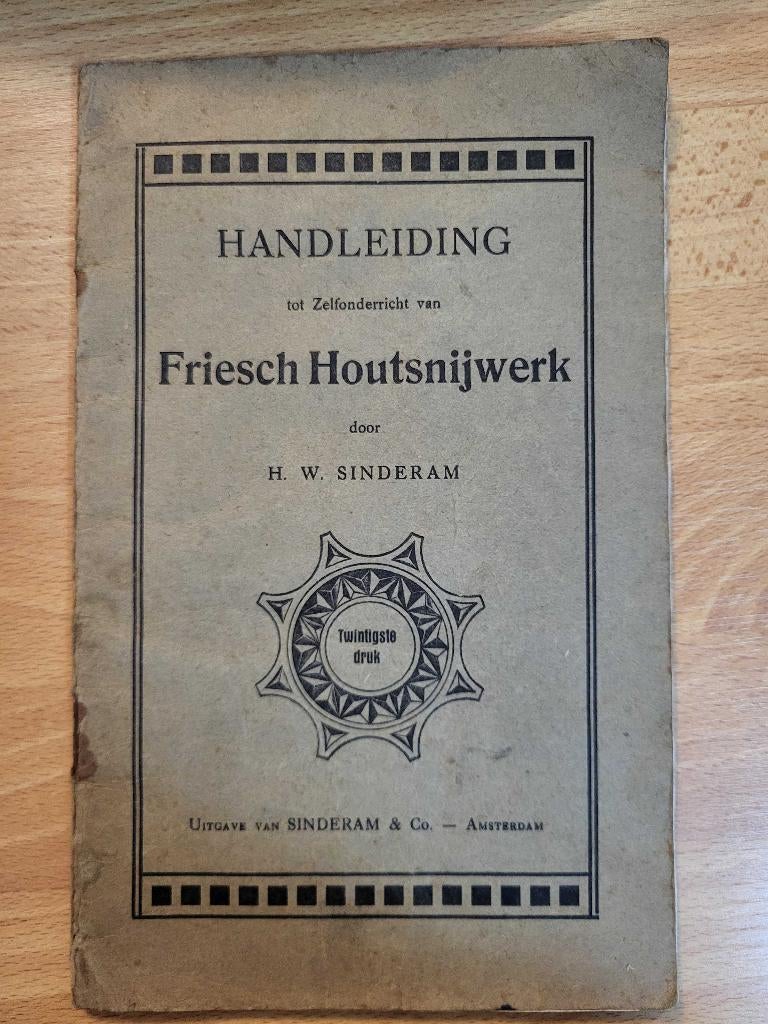 HANDLEIDING
tot Zelfonderricht van
Friesch Houtsnijwerk
door
H. W. SINDERAM
Twintigste
druk
UITGAVE VAN SINDERAM & Co. — AMSTERDAM